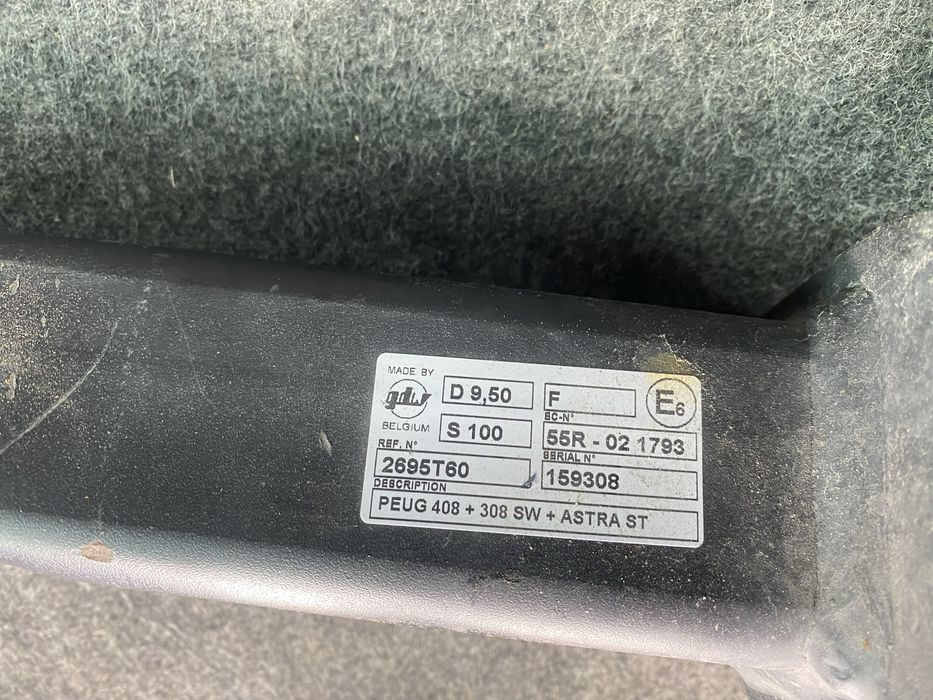 MADE BY
gdw
BELGIUM
D 9,50
S 100
F
E6
EC-N°
55R - 02 1793
REF. N°
2695T60
SERIAL N°
159308
DESCRIPTION
PEUG 408 + 308 SW + ASTRA ST